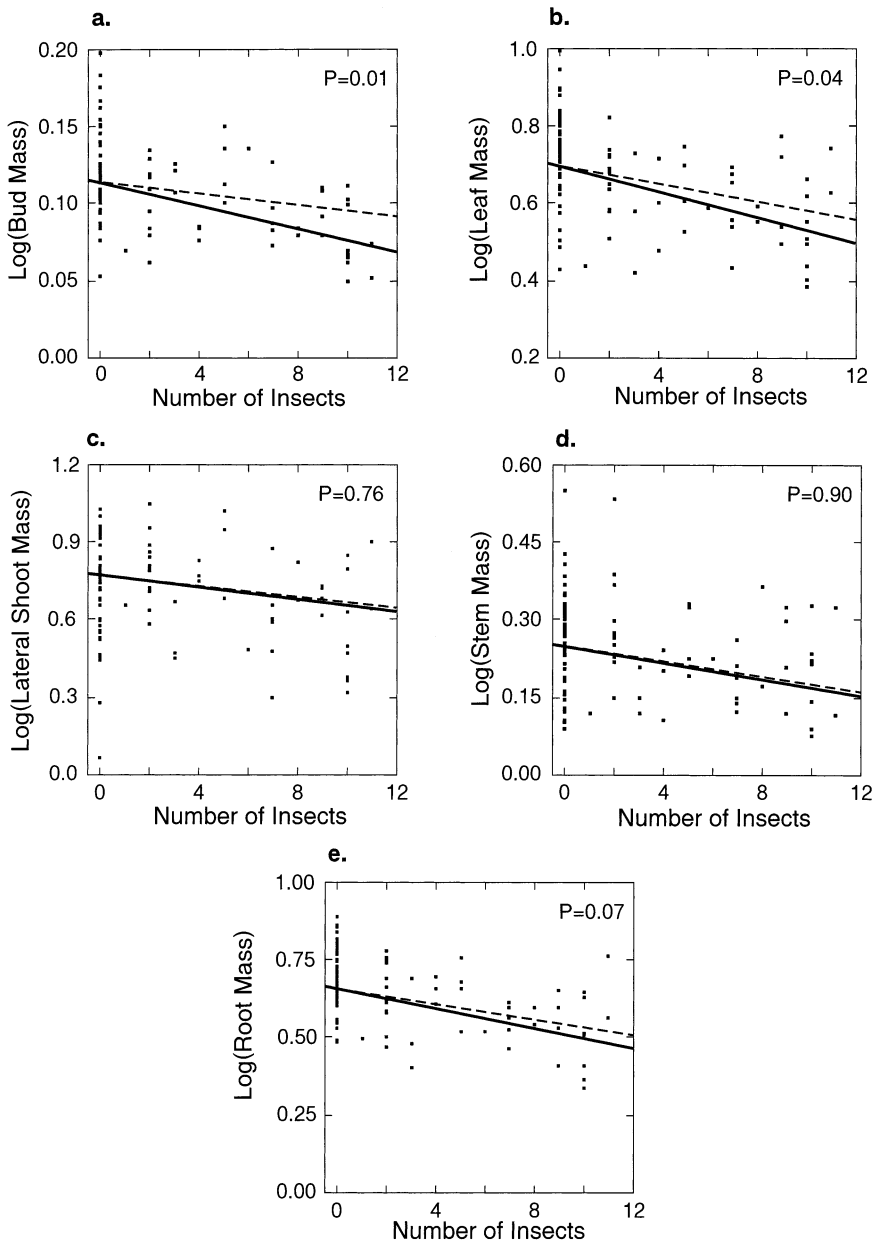 a.
P=0.01
Log(Bud Mass)
0.20
0.15
0.10
0.05
0.00
0 4 8 12
Number of Insects
b.
P=0.04
Log(Leaf Mass)
1.0
0.8
0.6
0.4
0.2
0 4 8 12
Number of Insects
c.
P=0.76
Log(Lateral Shoot Mass)
1.2
0.9
0.6
0.3
0.0
0 4 8 12
Number of Insects
d.
P=0.90
Log(Stem Mass)
0.60
0.45
0.30
0.15
0.00
0 4 8 12
Number of Insects
e.
P=0.07
Log(Root Mass)
1.00
0.75
0.50
0.25
0.00
0 4 8 12
Number of Insects